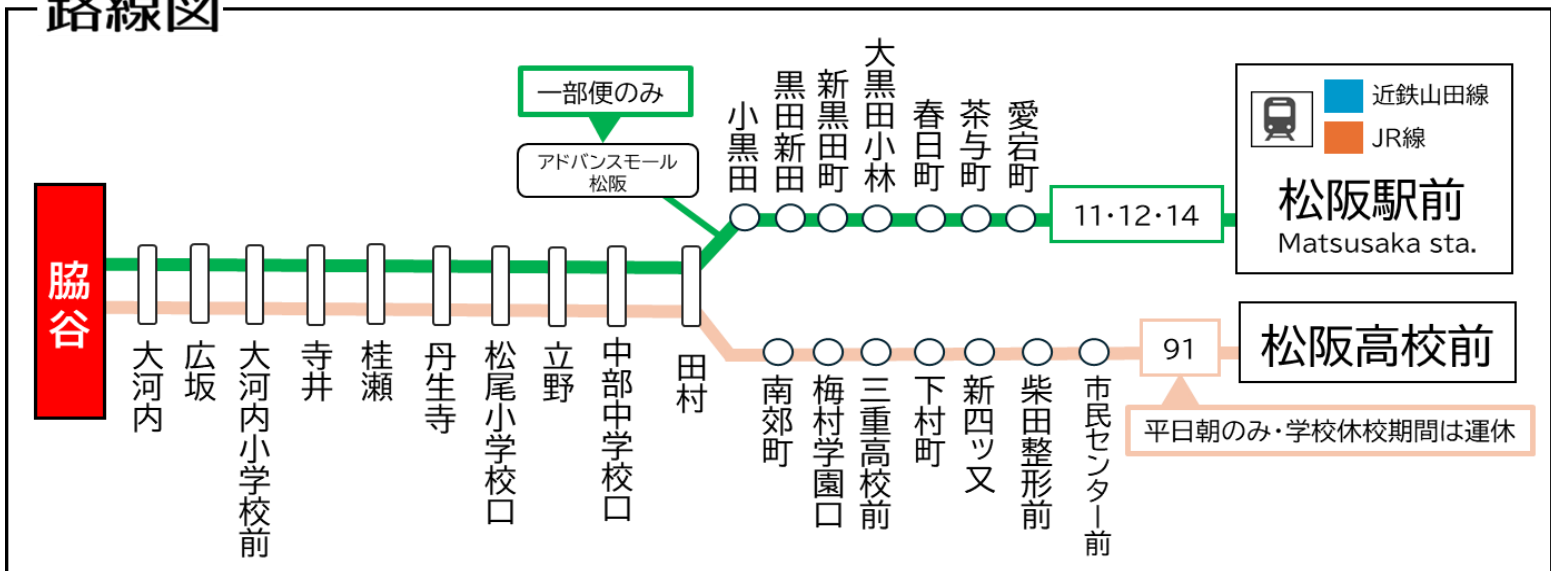 路線図
一部便のみ
アドバンスモール
松阪
小黒田
黒田新田
新黒田町
大黒田小林
春日町
茶与町
愛宕町
11・12・14
近鉄山田線
JR線
松阪駅前
Matsusaka sta.
脇谷
大河内
広坂
大河内小学校前
寺井
桂瀬
丹生寺
松尾小学校口
立野
中部中学校口
田村
南郊町
梅村学園口
三重高校前
下村町
新四ッ又
柴田整形前
市民センター前
91
松阪高校前
平日朝のみ・学校休校期間は運休